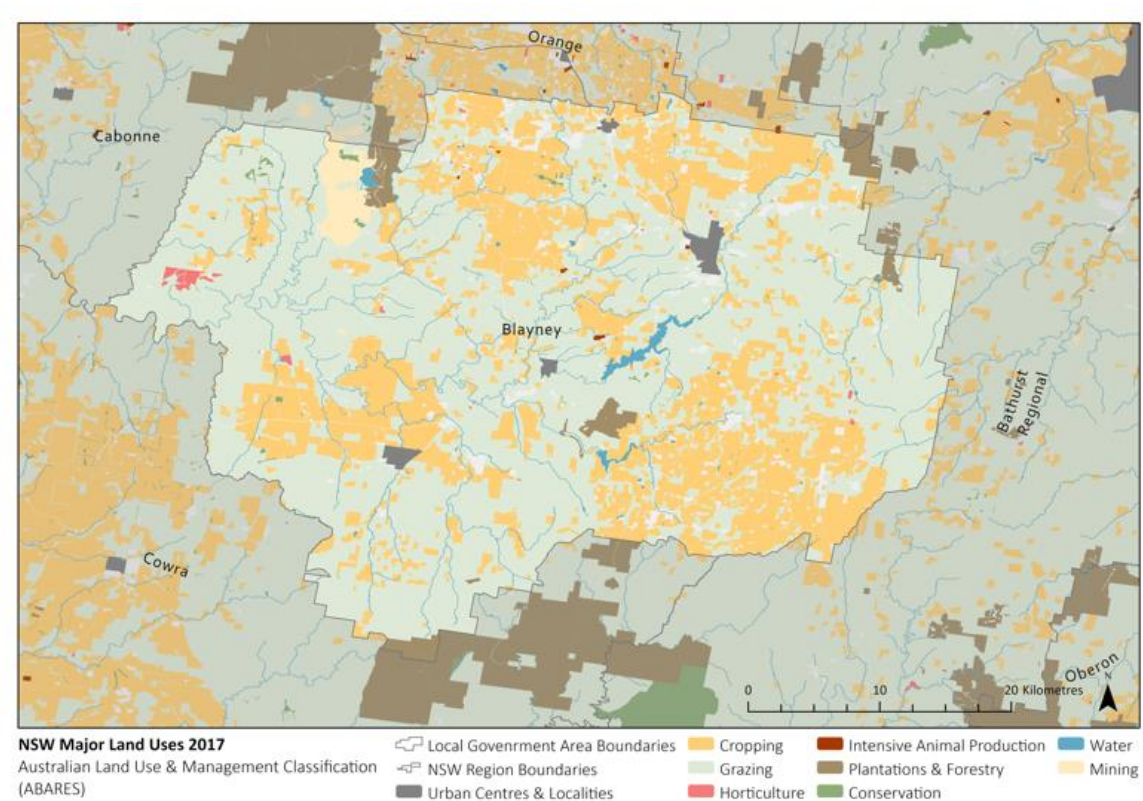 Orange
Cabonne
Blayney
Bathurst
Regional
Cowra
Oberon
N
0 10 20 Kilometres
NSW Major Land Uses 2017
Australian Land Use & Management Classification
(ABARES)
Local Govenrment Area Boundaries
NSW Region Boundaries
Urban Centres & Localities
Cropping
Grazing
Horticulture
Intensive Animal Production
Plantations & Forestry
Conservation
Water
Mining